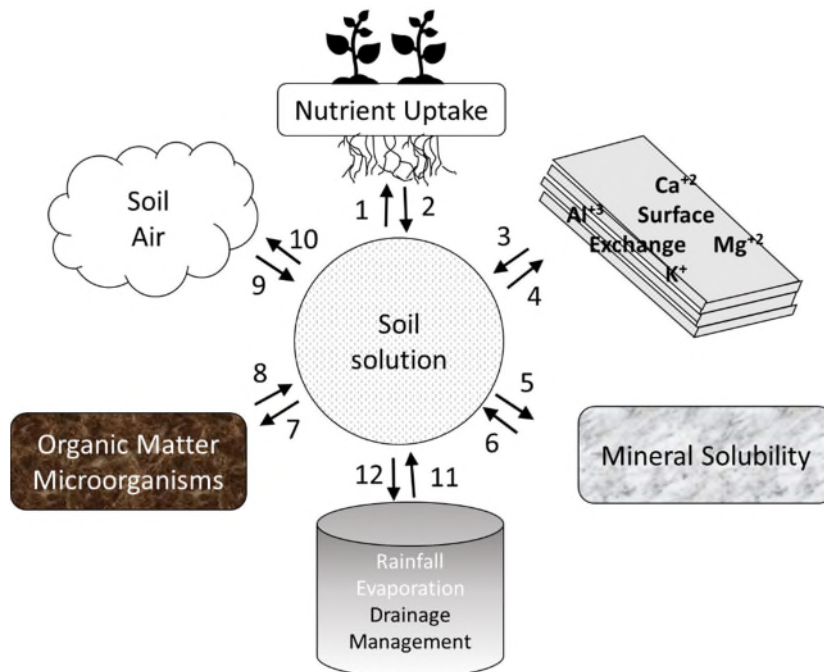 Nutrient Uptake
Soil
Air
1
2
10
9
3
4
Ca⁺²
Al⁺³
Surface
Exchange
Mg⁺²
K⁺
Soil
solution
8
7
5
6
Organic Matter
Microorganisms
Mineral Solubility
12
11
Rainfall
Evaporation
Drainage
Management